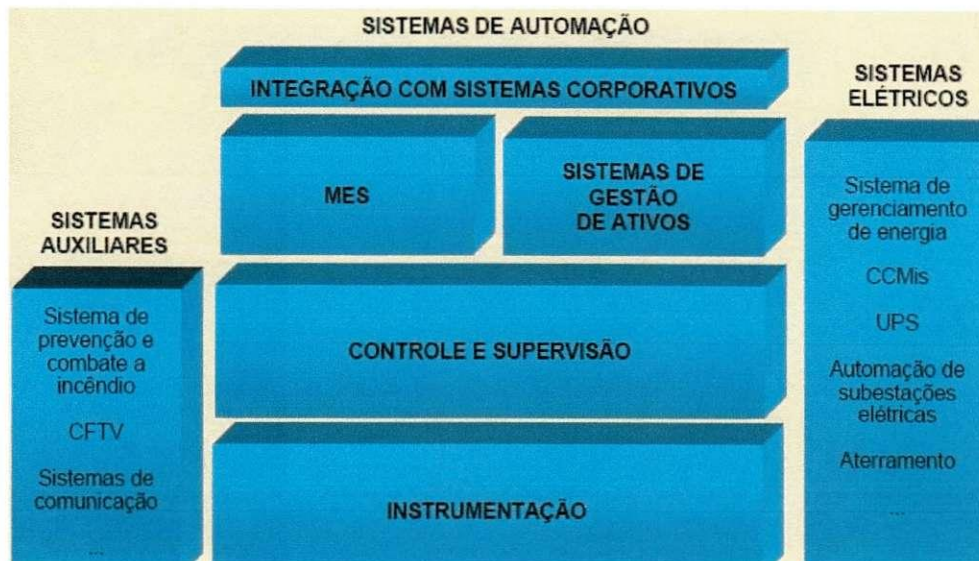 SISTEMAS DE AUTOMAÇÃO
INTEGRAÇÃO COM SISTEMAS CORPORATIVOS
MES
SISTEMAS DE
GESTÃO
DE ATIVOS
CONTROLE E SUPERVISÃO
INSTRUMENTAÇÃO
SISTEMAS
AUXILIARES
Sistema de
prevenção e
combate a
incêndio
CFTV
Sistemas de
comunicação
...
SISTEMAS
ELÉTRICOS
Sistema de
gerenciamento
de energia
CCMis
UPS
Automação de
subestações
elétricas
Aterramento
...